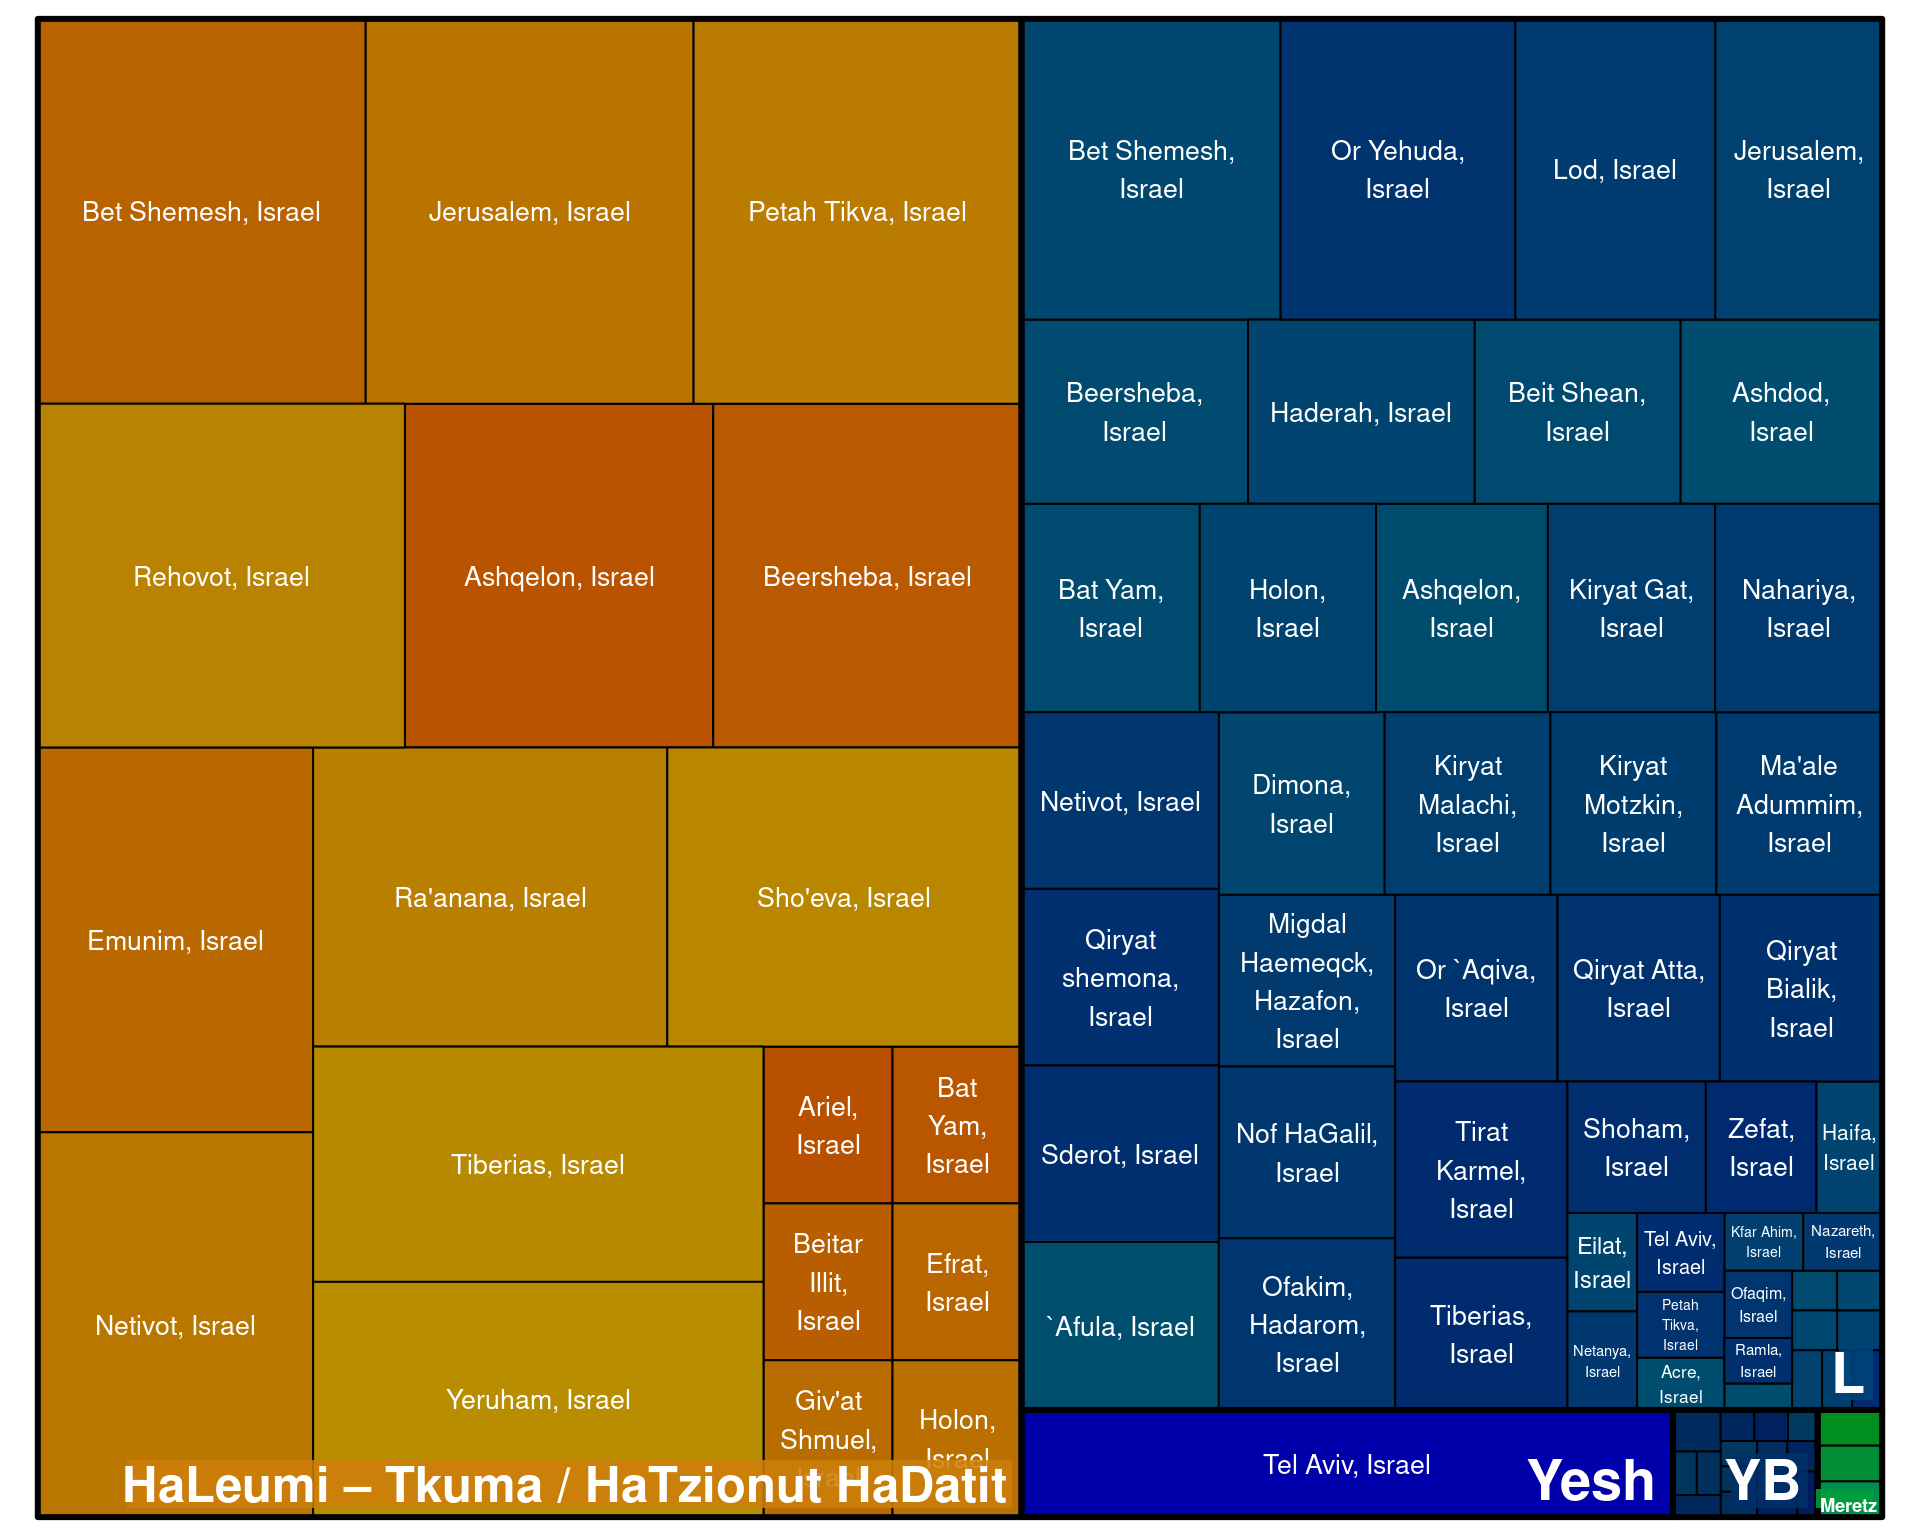 Bet Shemesh, Israel
Jerusalem, Israel
Petah Tikva, Israel
Rehovot, Israel
Ashqelon, Israel
Beersheba, Israel
Emunim, Israel
Ra'anana, Israel
Sho'eva, Israel
Netivot, Israel
Tiberias, Israel
Yeruham, Israel
Ariel,
Israel
Bat
Yam,
Israel
Beitar
Illit,
Israel
Efrat,
Israel
Giv'at
Shmuel,
Israel
Holon,
Israel
HaLeumi – Tkuma / HaTzionut HaDatit
Bet Shemesh,
Israel
Or Yehuda,
Israel
Lod, Israel
Jerusalem,
Israel
Beersheba,
Israel
Haderah, Israel
Beit Shean,
Israel
Ashdod,
Israel
Bat Yam,
Israel
Holon,
Israel
Ashqelon,
Israel
Kiryat Gat,
Israel
Nahariya,
Israel
Netivot, Israel
Dimona,
Israel
Kiryat
Malachi,
Israel
Kiryat
Motzkin,
Israel
Ma'ale
Adummim,
Israel
Qiryat
shemona,
Israel
Migdal
Haemeqck,
Hazafon,
Israel
Or `Aqiva,
Israel
Qiryat Atta,
Israel
Qiryat
Bialik,
Israel
Sderot, Israel
Nof HaGalil,
Israel
Tirat
Karmel,
Israel
Shoham,
Israel
Zefat,
Israel
Haifa,
Israel
`Afula, Israel
Ofakim,
Hadarom,
Israel
Tiberias,
Israel
Eilat,
Israel
Tel Aviv,
Israel
Kfar Ahim,
Israel
Nazareth,
Israel
Netanya,
Israel
Petah
Tikva,
Israel
Ofaqim,
Israel
Ramla,
Israel
Acre,
Israel
L
Tel Aviv, Israel
Yesh
YB
Meretz